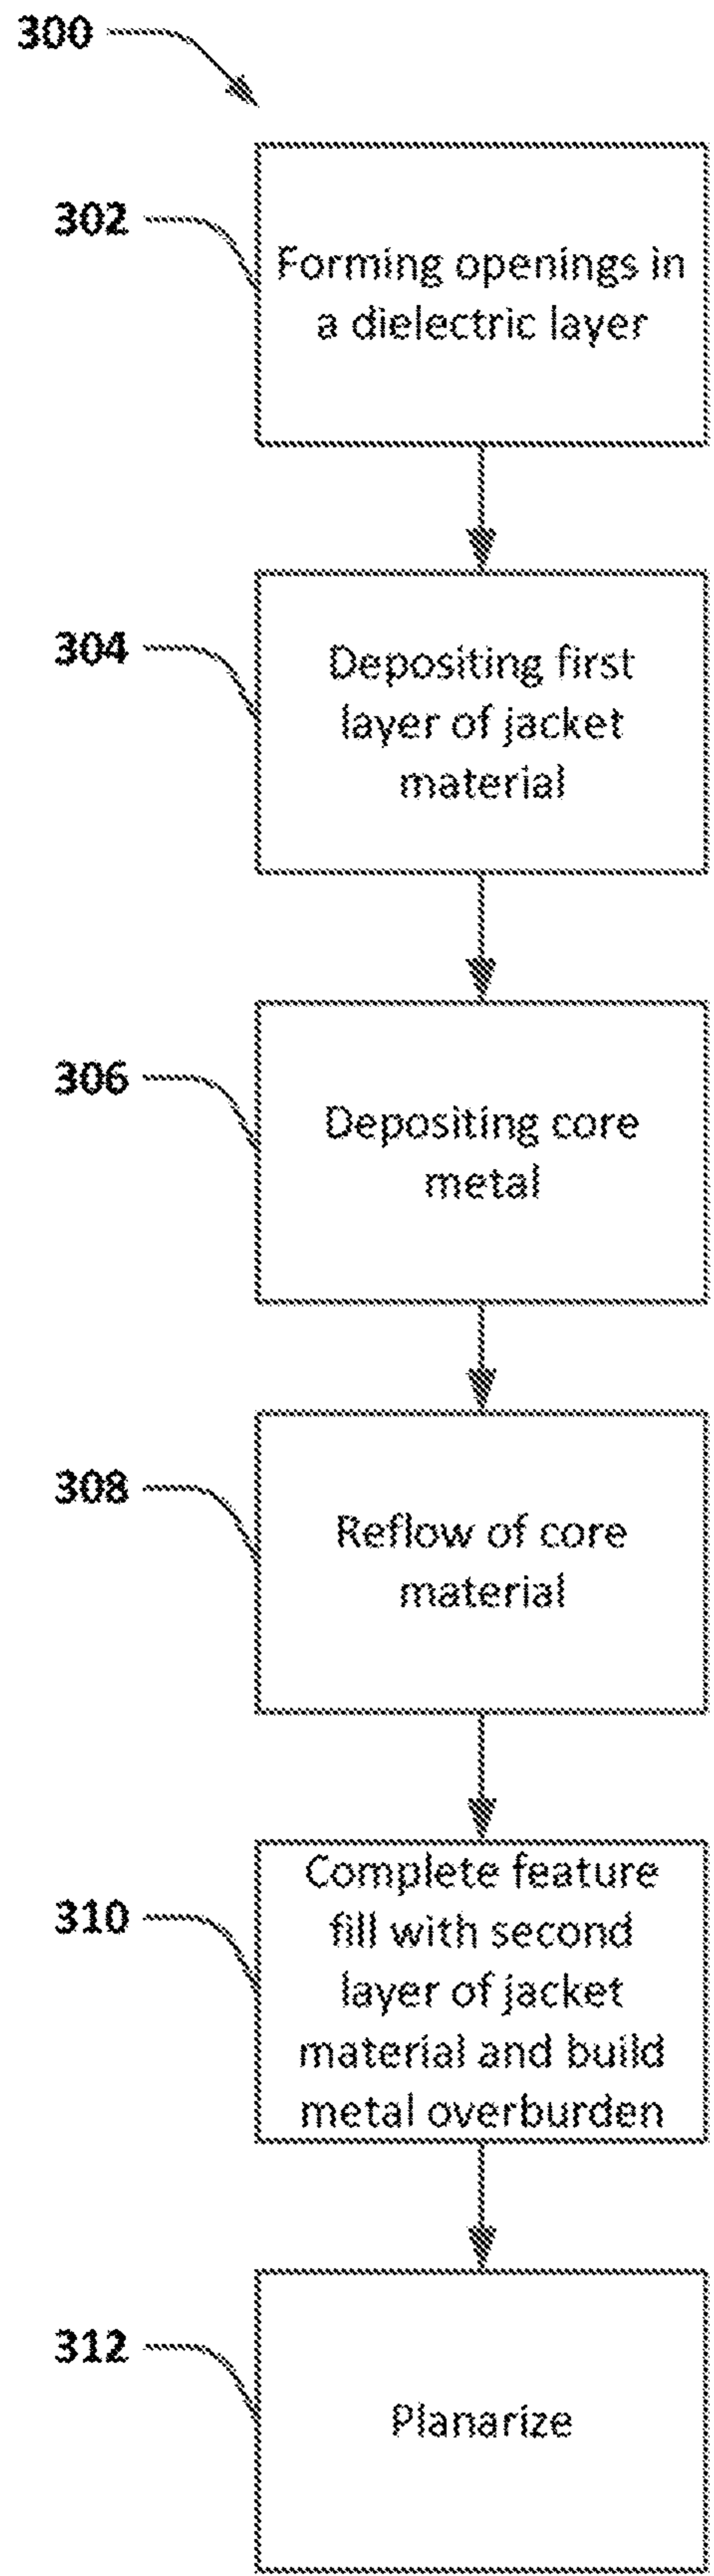 300
302
Forming openings in
a dielectric layer
304
Depositing first
layer of jacket
material
306
Depositing core
metal
308
Reflow of core
material
310
Complete feature
fill with second
layer of jacket
material and build
metal overburden
312
Planarize